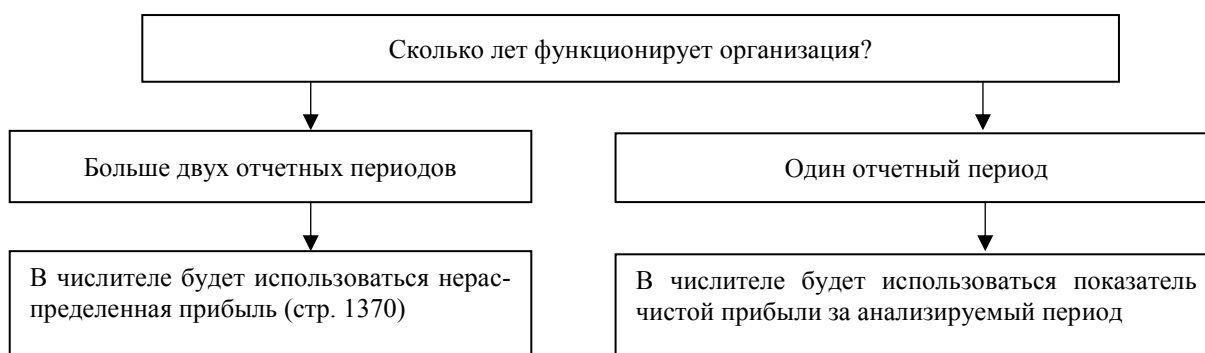 Сколько лет функционирует организация?
Больше двух отчетных периодов
Один отчетный период
В числителе будет использоваться нерас-
пределенная прибыль (стр. 1370)
В числителе будет использоваться показатель
чистой прибыли за анализируемый период